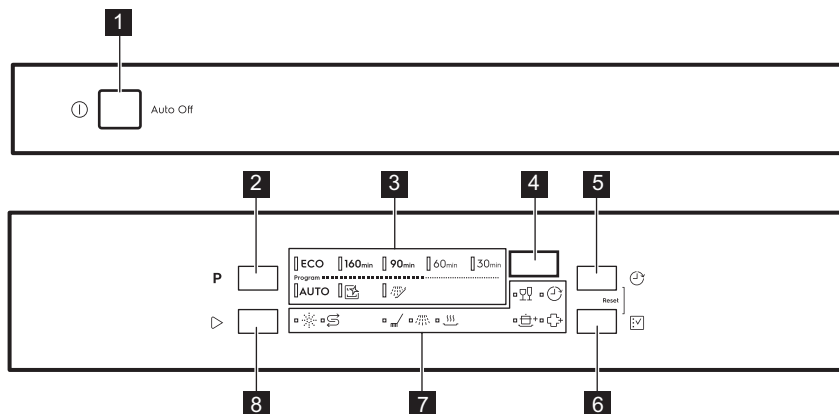 1
Auto Off
2 3 4 5
P
ECO 160min 90min 60min 30min
Program
AUTO
Reset
8 7 6